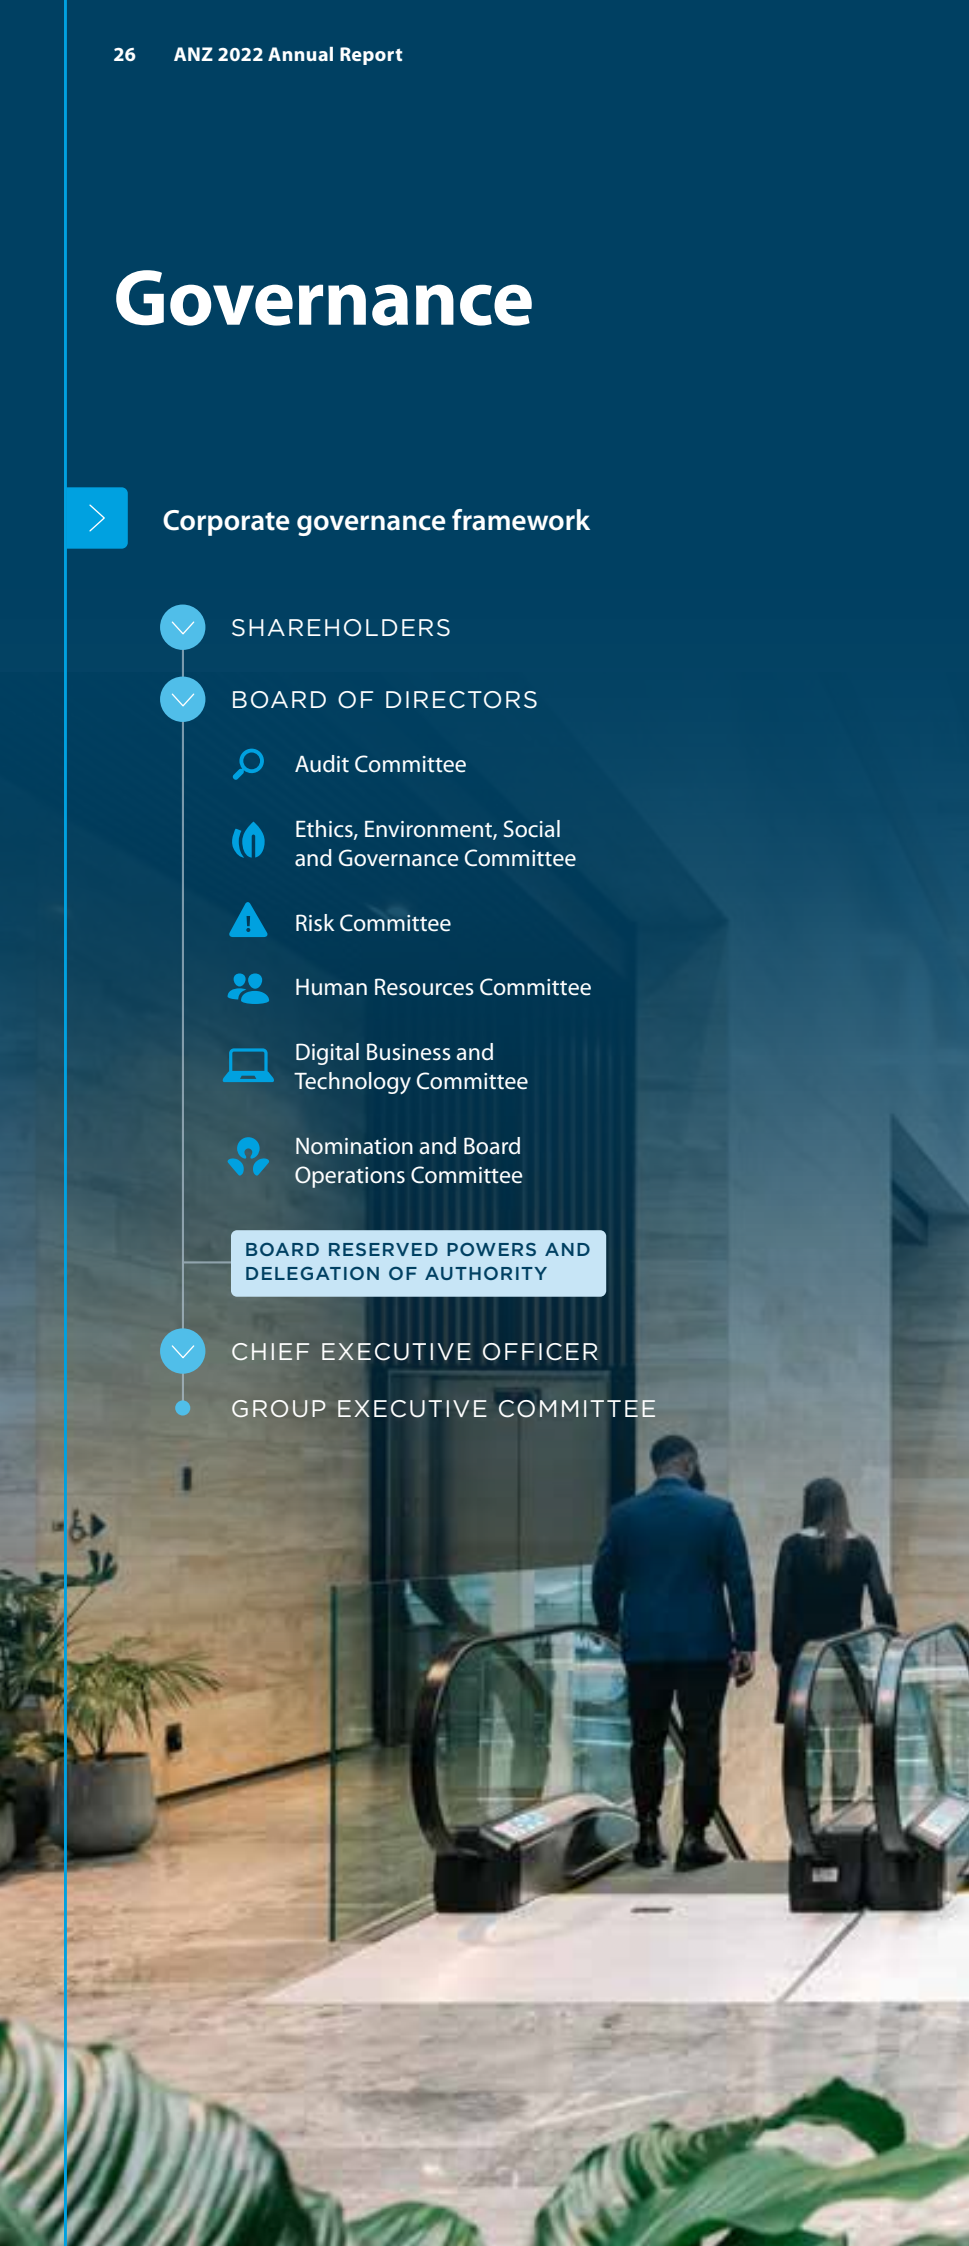 26 ANZ 2022 Annual Report
Governance
Corporate governance framework
SHAREHOLDERS
BOARD OF DIRECTORS
Audit Committee
Ethics, Environment, Social
and Governance Committee
Risk Committee
Human Resources Committee
Digital Business and
Technology Committee
Nomination and Board
Operations Committee
BOARD RESERVED POWERS AND
DELEGATION OF AUTHORITY
CHIEF EXECUTIVE OFFICER
GROUP EXECUTIVE COMMITTEE